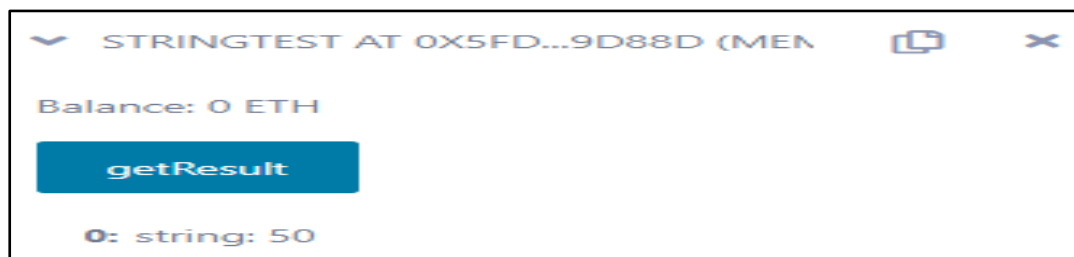 STRINGTEST AT 0X5FD...9D88D (MEM
Balance: 0 ETH
getResult
0: string: 50